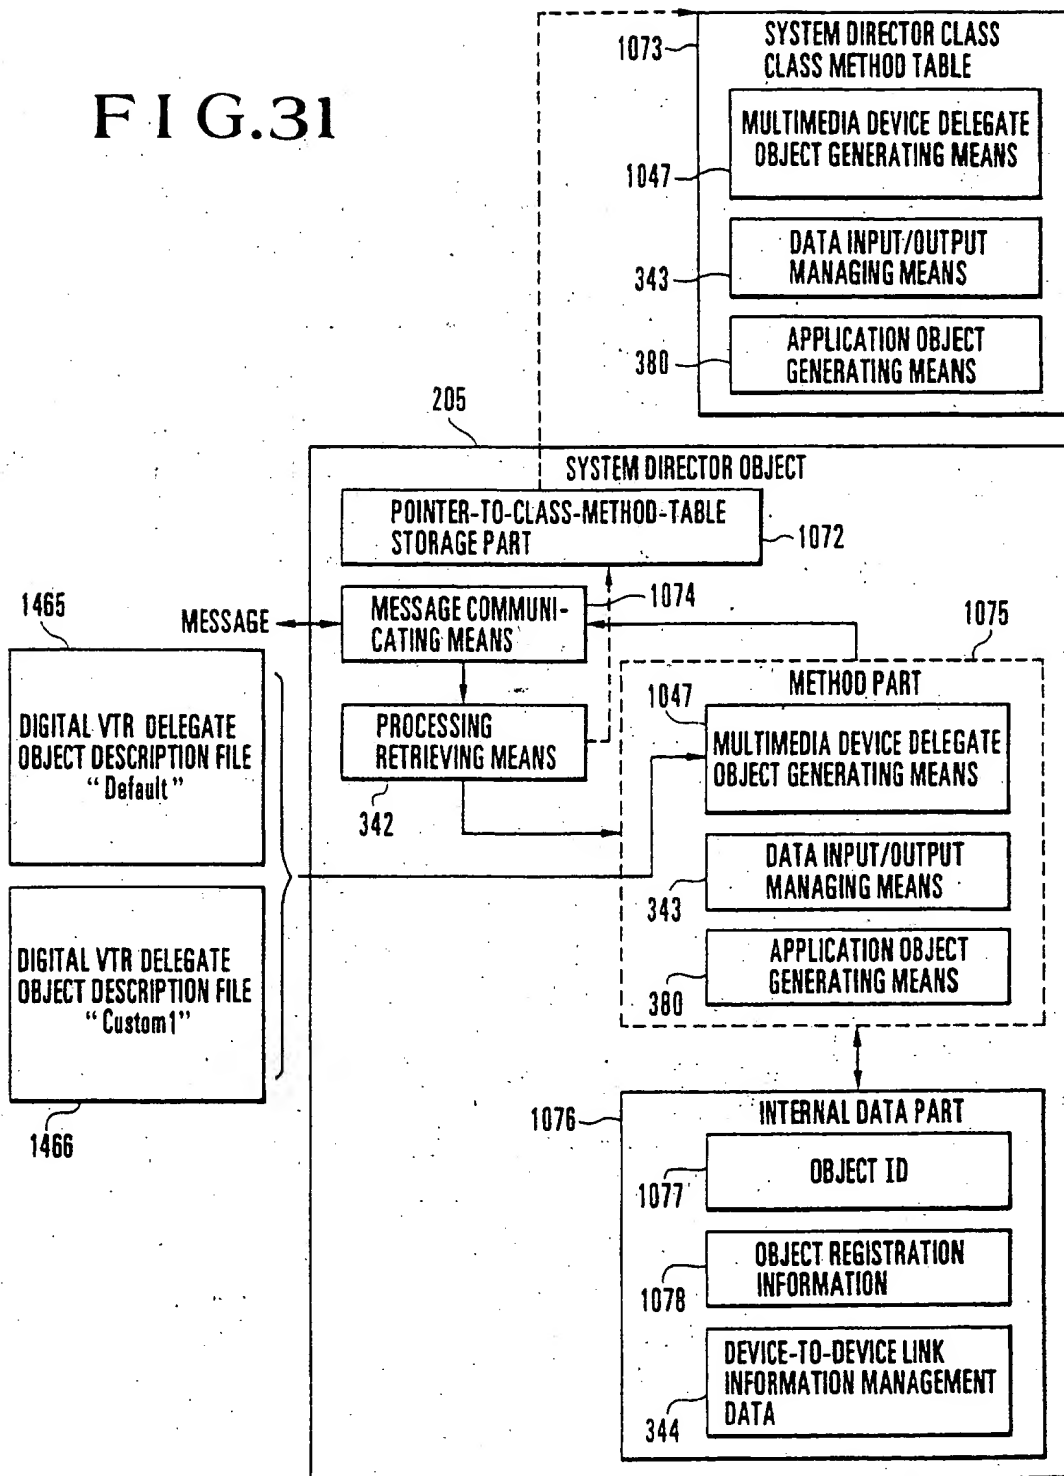 FIG.31
1073
SYSTEM DIRECTOR CLASS
CLASS METHOD TABLE
MULTIMEDIA DEVICE DELEGATE
OBJECT GENERATING MEANS
1047
DATA INPUT/OUTPUT
MANAGING MEANS
343
APPLICATION OBJECT
GENERATING MEANS
380
205
SYSTEM DIRECTOR OBJECT
POINTER-TO-CLASS-METHOD-TABLE
STORAGE PART
1072
1465
MESSAGE
MESSAGE COMMUNI-
CATING MEANS
1074
1075
METHOD PART
DIGITAL VTR DELEGATE
OBJECT DESCRIPTION FILE
"Default"
PROCESSING
RETRIEVING MEANS
342
1047
MULTIMEDIA DEVICE DELEGATE
OBJECT GENERATING MEANS
DATA INPUT/OUTPUT
MANAGING MEANS
343
DIGITAL VTR DELEGATE
OBJECT DESCRIPTION FILE
"Custom1"
1466
APPLICATION OBJECT
GENERATING MEANS
380
1076
INTERNAL DATA PART
OBJECT ID
1077
OBJECT REGISTRATION
INFORMATION
1078
DEVICE-TO-DEVICE LINK
INFORMATION MANAGEMENT
DATA
344